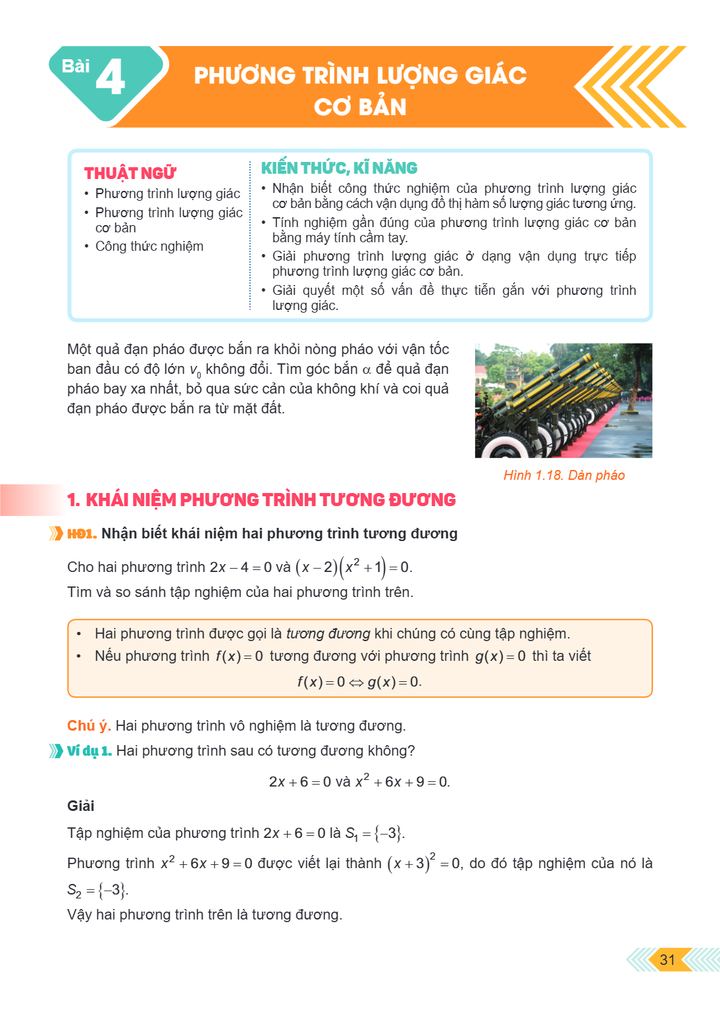 Bài
4
PHƯƠNG TRÌNH LƯỢNG GIÁC
CƠ BẢN
THUẬT NGỮ
• Phương trình lượng giác
• Phương trình lượng giác
cơ bản
• Công thức nghiệm
KIẾN THỨC, KĨ NĂNG
• Nhận biết công thức nghiệm của phương trình lượng giác
cơ bản bằng cách vận dụng đồ thị hàm số lượng giác tương ứng.
• Tính nghiệm gần đúng của phương trình lượng giác cơ bản
bằng máy tính cầm tay.
• Giải phương trình lượng giác ở dạng vận dụng trực tiếp
phương trình lượng giác cơ bản.
• Giải quyết một số vấn đề thực tiễn gắn với phương trình
lượng giác.
Một quả đạn pháo được bắn ra khỏi nòng pháo với vận tốc
ban đầu có độ lớn v₀ không đổi. Tìm góc bắn α để quả đạn
pháo bay xa nhất, bỏ qua sức cản của không khí và coi quả
đạn pháo được bắn ra từ mặt đất.
Hình 1.18. Dàn pháo
1. KHÁI NIỆM PHƯƠNG TRÌNH TƯƠNG ĐƯƠNG
HĐ1. Nhận biết khái niệm hai phương trình tương đương
Cho hai phương trình 2x − 4 = 0 và (x − 2)(x² + 1) = 0.
Tìm và so sánh tập nghiệm của hai phương trình trên.
• Hai phương trình được gọi là tương đương khi chúng có cùng tập nghiệm.
• Nếu phương trình f(x) = 0 tương đương với phương trình g(x) = 0 thì ta viết
f(x) = 0 ⇔ g(x) = 0.
Chú ý. Hai phương trình vô nghiệm là tương đương.
Ví dụ 1. Hai phương trình sau có tương đương không?
2x + 6 = 0 và x² + 6x + 9 = 0.
Giải
Tập nghiệm của phương trình 2x + 6 = 0 là S₁ = {−3}.
Phương trình x² + 6x + 9 = 0 được viết lại thành (x + 3)² = 0, do đó tập nghiệm của nó là
S₂ = {−3}.
Vậy hai phương trình trên là tương đương.
31